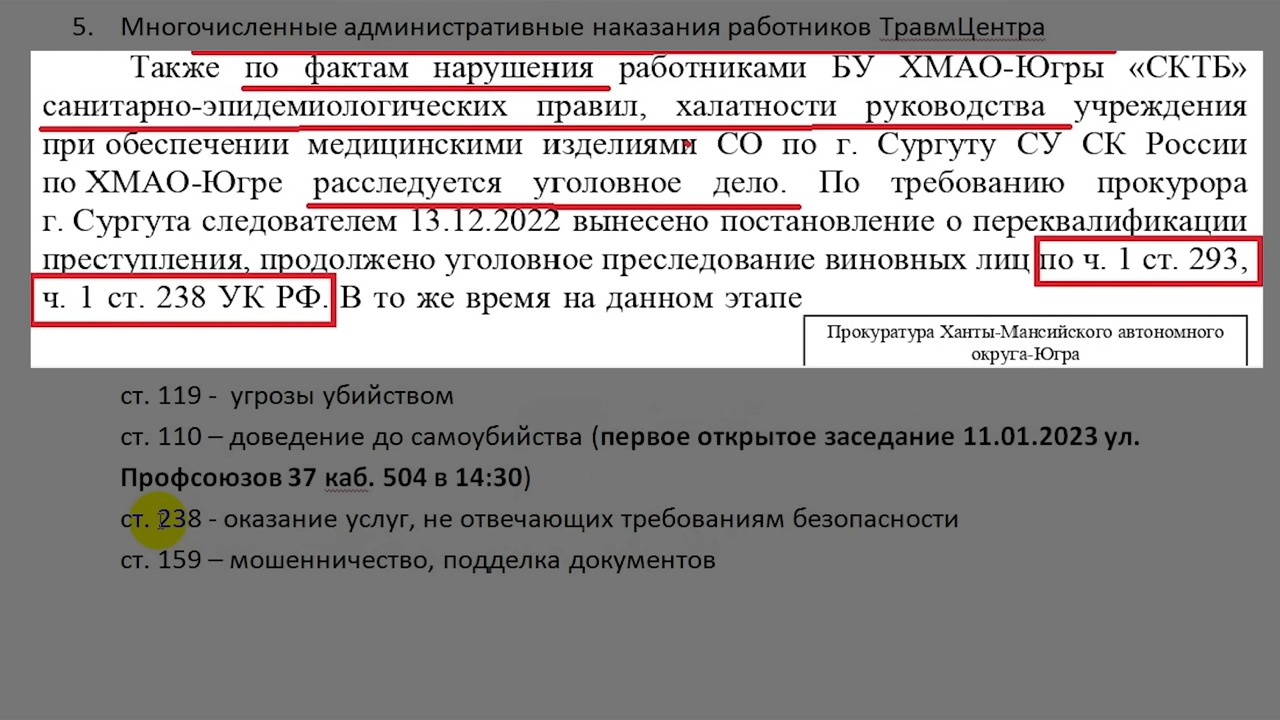 5. Многочисленные административные наказания работников ТравмЦентра
Также по фактам нарушения работниками БУ ХМАО-Югры «СКТБ»
санитарно-эпидемиологических правил, халатности руководства учреждения
при обеспечении медицинскими изделиями СО по г. Сургуту СУ СК России
по ХМАО-Югре расследуется уголовное дело. По требованию прокурора
г. Сургута следователем 13.12.2022 вынесено постановление о переквалификации
преступления, продолжено уголовное преследование виновных лиц по ч. 1 ст. 293,
ч. 1 ст. 238 УК РФ. В то же время на данном этапе
Прокуратура Ханты-Мансийского автономного
округа-Югра
ст. 119 - угрозы убийством
ст. 110 – доведение до самоубийства (первое открытое заседание 11.01.2023 ул.
Профсоюзов 37 каб. 504 в 14:30)
ст. 238 - оказание услуг, не отвечающих требованиям безопасности
ст. 159 – мошенничество, подделка документов